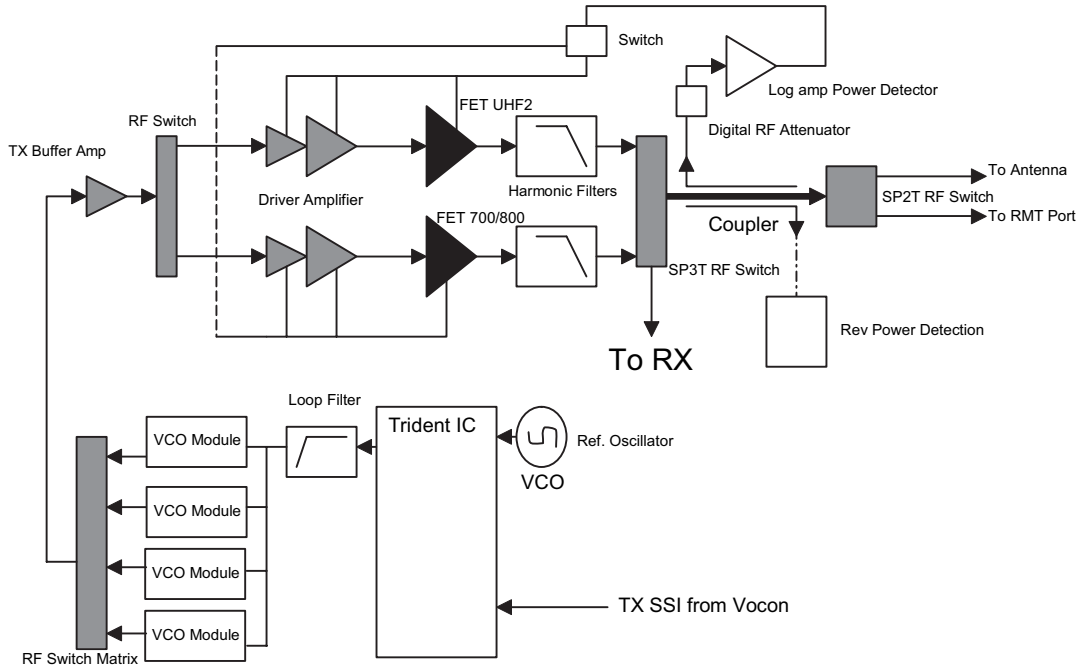 Switch
Log amp Power Detector
FET UHF2
RF Switch
Digital RF Attenuator
TX Buffer Amp
To Antenna
Harmonic Filters
SP2T RF Switch
Driver Amplifier
To RMT Port
FET 700/800
Coupler
SP3T RF Switch
Rev Power Detection
To RX
Loop Filter
Trident IC
VCO Module
Ref. Oscillator
VCO
VCO Module
VCO Module
TX SSI from Vocon
VCO Module
RF Switch Matrix